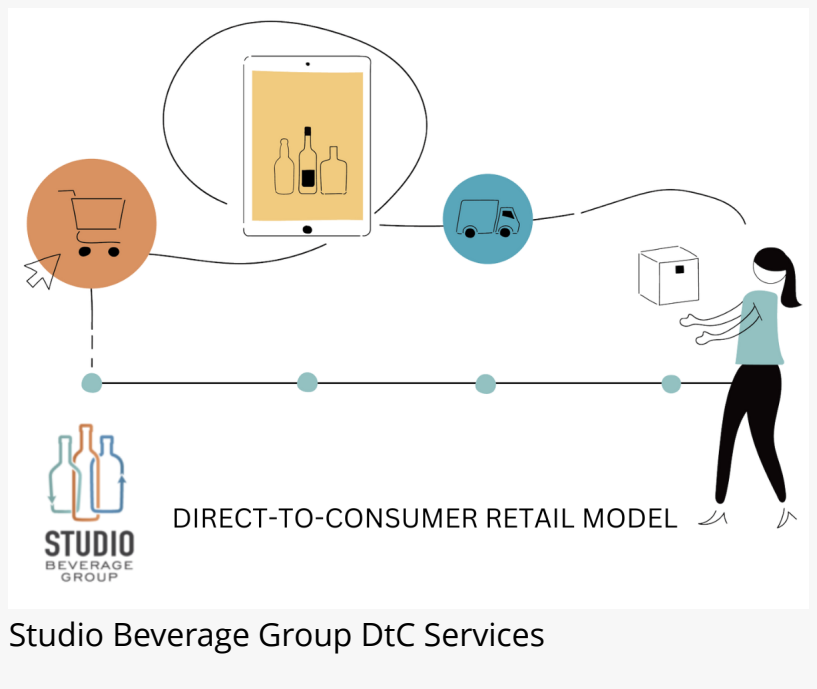 STUDIO
BEVERAGE
GROUP
DIRECT-TO-CONSUMER RETAIL MODEL
Studio Beverage Group DtC Services